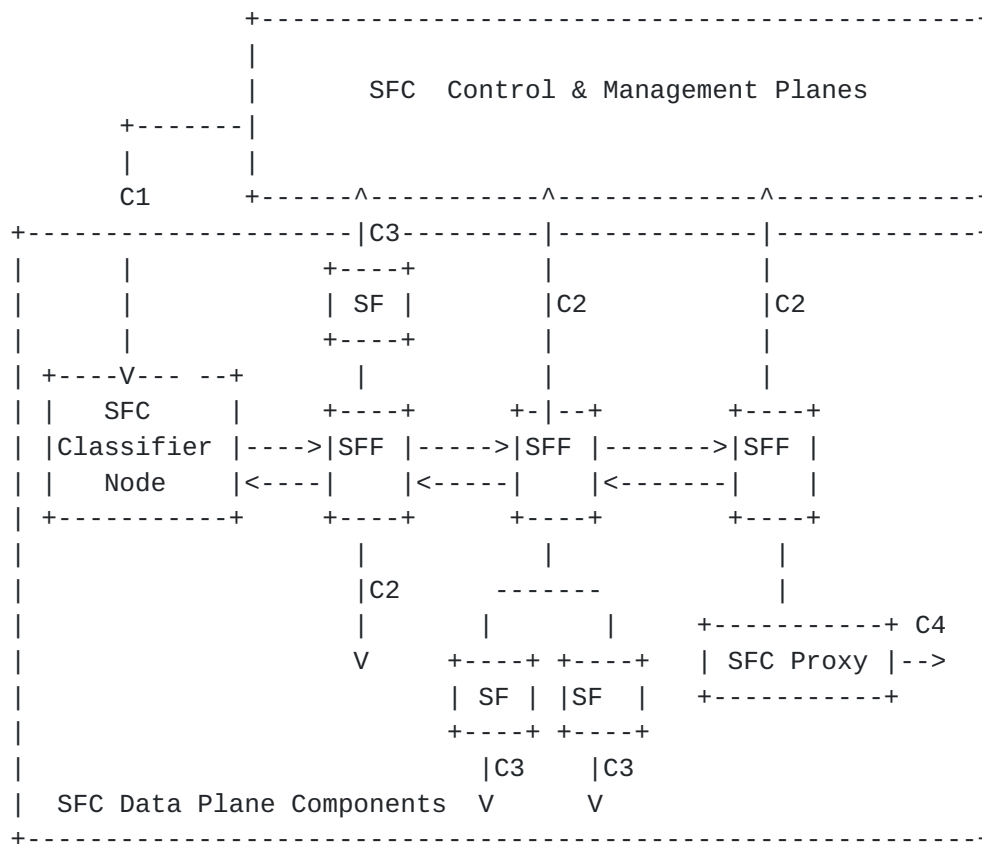 SFC Control & Management Planes
C1
C3
SF C2 C2
SFC
Classifier SFF SFF SFF
Node
C2
C4
SFC Proxy
SF SF
C3 C3
SFC Data Plane Components